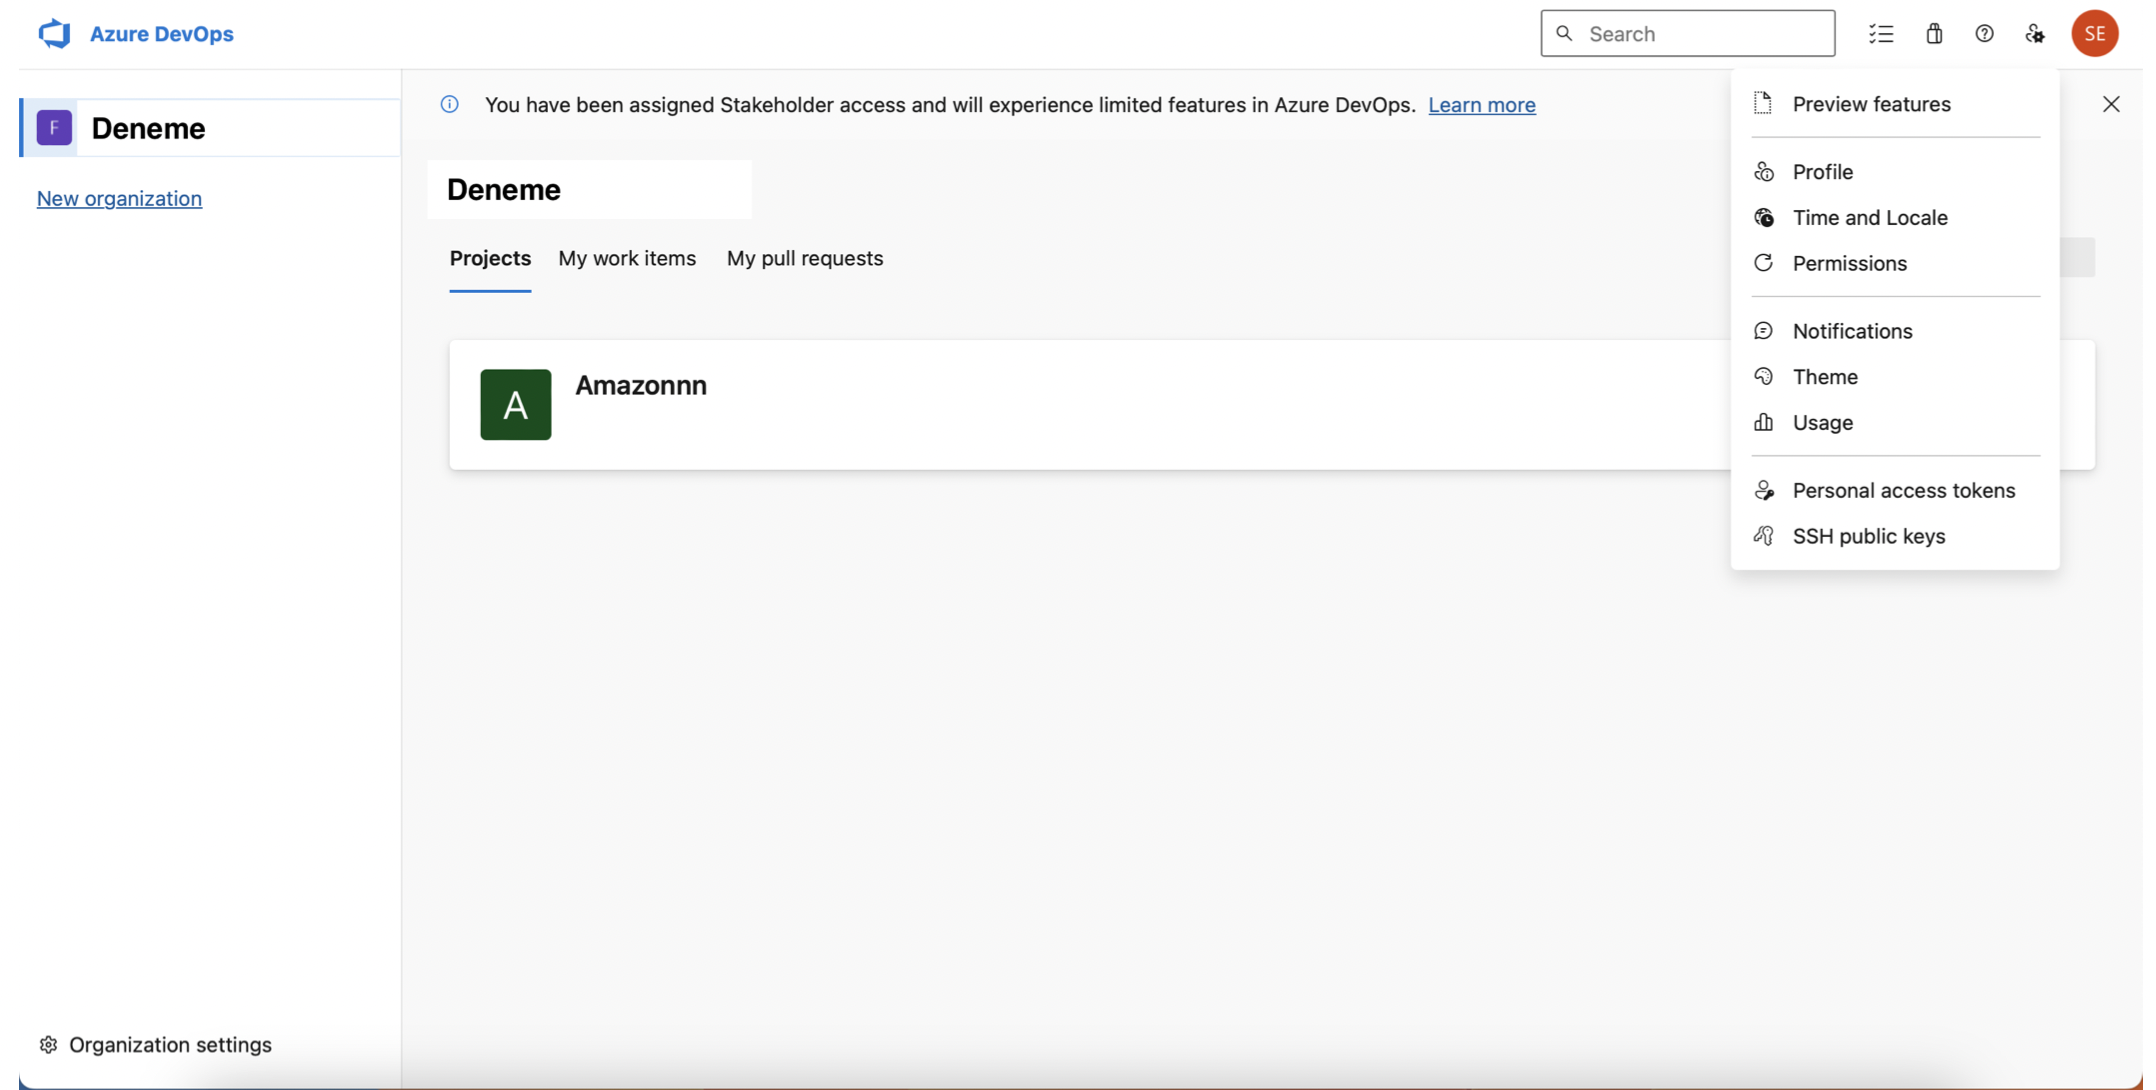 Azure DevOps
Search
SE
F
Deneme
New organization
You have been assigned Stakeholder access and will experience limited features in Azure DevOps. Learn more
Deneme
Projects
My work items
My pull requests
A
Amazonnn
Preview features
Profile
Time and Locale
Permissions
Notifications
Theme
Usage
Personal access tokens
SSH public keys
Organization settings